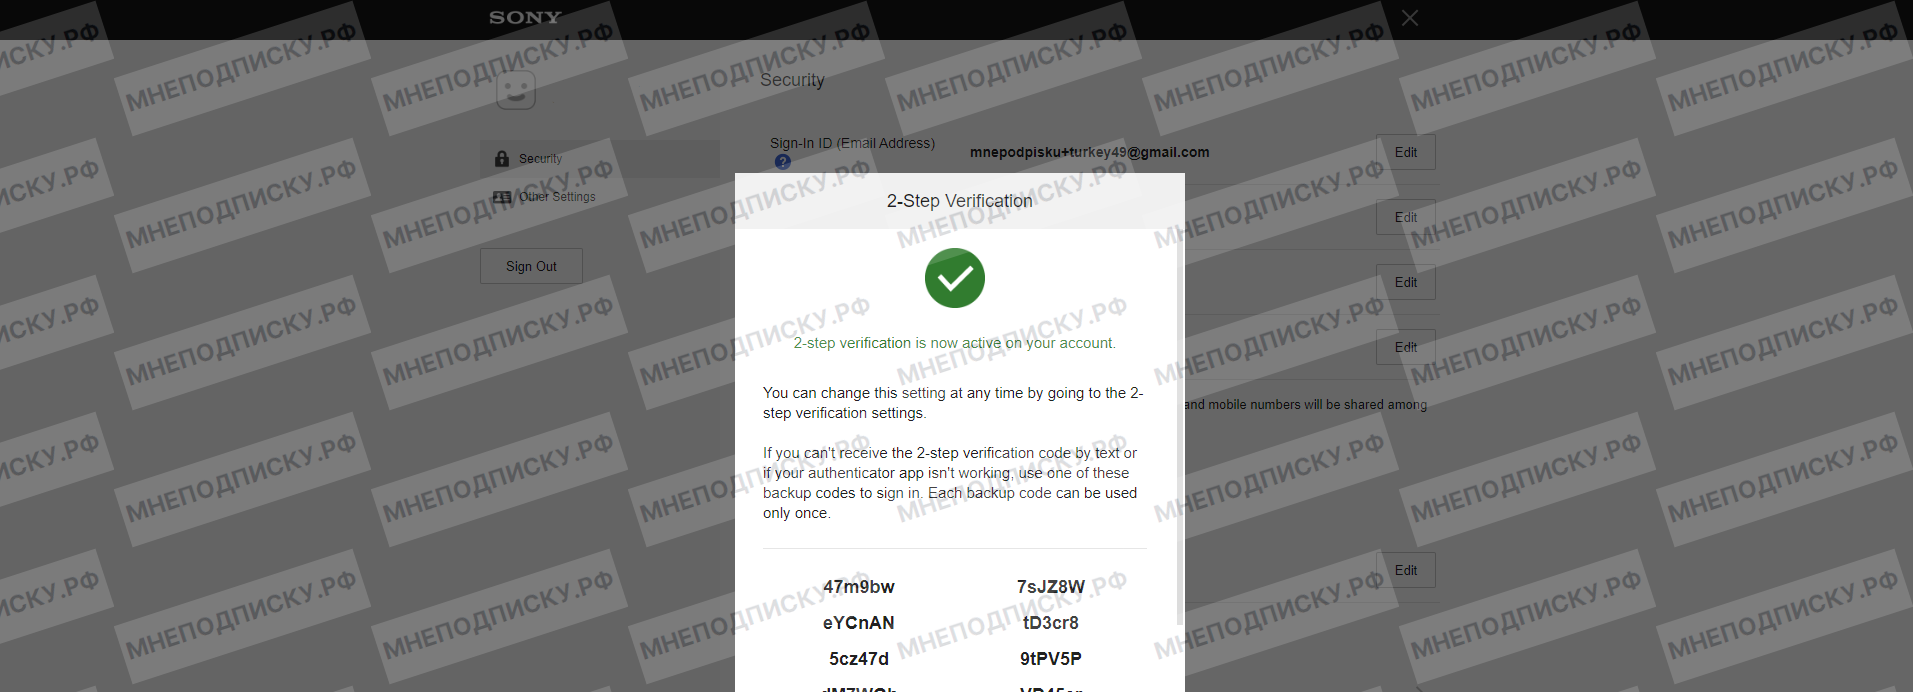 SONY
Security
Sign-In ID (Email Address)
mnepodpisku+turkey49@gmail.com
Edit
Security
Other Settings
Sign Out
2-Step Verification
Edit
Edit
2-step verification is now active on your account.
Edit
You can change this setting at any time by going to the 2-
step verification settings.
and mobile numbers will be shared among
If you can't receive the 2-step verification code by text or
if your authenticator app isn't working, use one of these
backup codes to sign in. Each backup code can be used
only once.
Edit
47m9bw 7sJZ8W
eYCnAN tD3cr8
5cz47d 9tPV5P
МНЕПОДПИСКУ.РФ